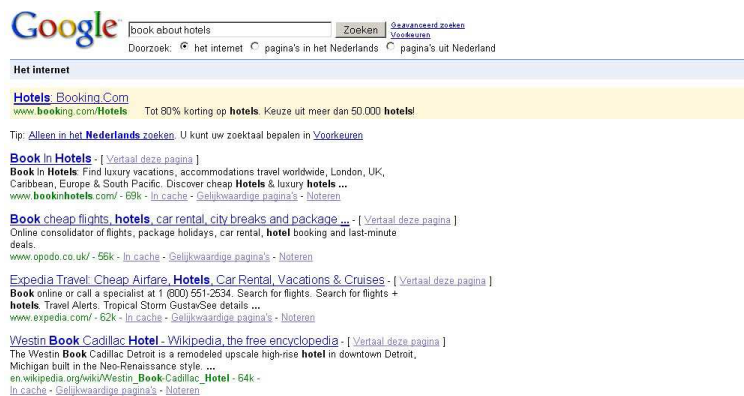 Google™
book about hotels Zoeken Geavanceerd zoeken
Voorkeuren
Doorzoek: het internet pagina's in het Nederlands pagina's uit Nederland
Het internet
Hotels: Booking.Com
www.booking.com/Hotels Tot 80% korting op hotels. Keuze uit meer dan 50.000 hotels!
Tip: Alleen in het Nederlands zoeken. U kunt uw zoektaal bepalen in Voorkeuren
Book In Hotels - [ Vertaal deze pagina ]
Book In Hotels: Find luxury vacations, accommodations travel worldwide, London, UK,
Caribbean, Europe & South Pacific. Discover cheap Hotels & luxury hotels ...
www.bookinhotels.com/ - 69k - In cache - Gelijkwaardige pagina's - Noteren
Book cheap flights, hotels, car rental, city breaks and package ... - [ Vertaal deze pagina ]
Online consolidator of flights, package holidays, car rental, hotel booking and last-minute
deals.
www.opodo.co.uk/ - 56k - In cache - Gelijkwaardige pagina's - Noteren
Expedia Travel: Cheap Airfare, Hotels, Car Rental, Vacations & Cruises - [ Vertaal deze pagina ]
Book online or call a specialist at 1 (800) 551-2534. Search for flights. Search for flights +
hotels. Travel Alerts. Tropical Storm GustavSee details ...
www.expedia.com/ - 62k - In cache - Gelijkwaardige pagina's - Noteren
Westin Book Cadillac Hotel - Wikipedia, the free encyclopedia - [ Vertaal deze pagina ]
The Westin Book Cadillac Detroit is a remodeled upscale high-rise hotel in downtown Detroit,
Michigan built in the Neo-Renaissance style. ...
en.wikipedia.org/wiki/Westin_Book-Cadillac_Hotel - 64k -
In cache - Gelijkwaardige pagina's - Noteren